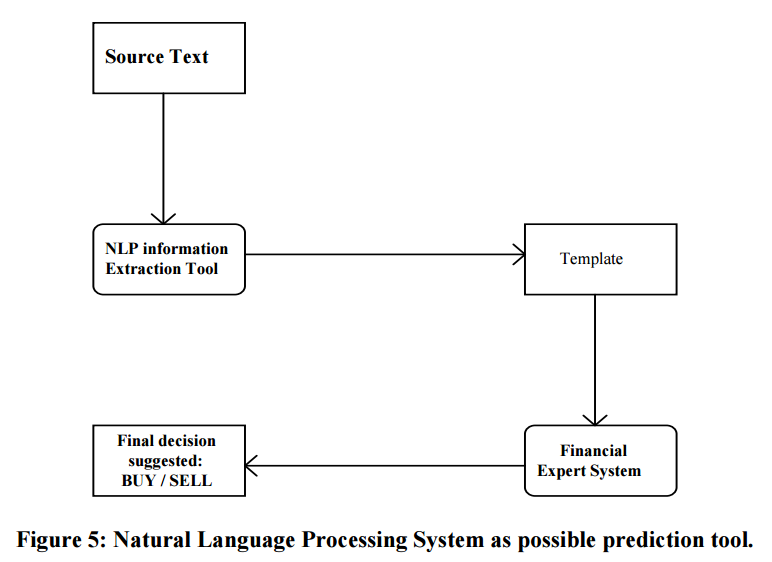 Source Text
NLP information
Extraction Tool
Template
Financial
Expert System
Final decision
suggested:
BUY / SELL
Figure 5: Natural Language Processing System as possible prediction tool.